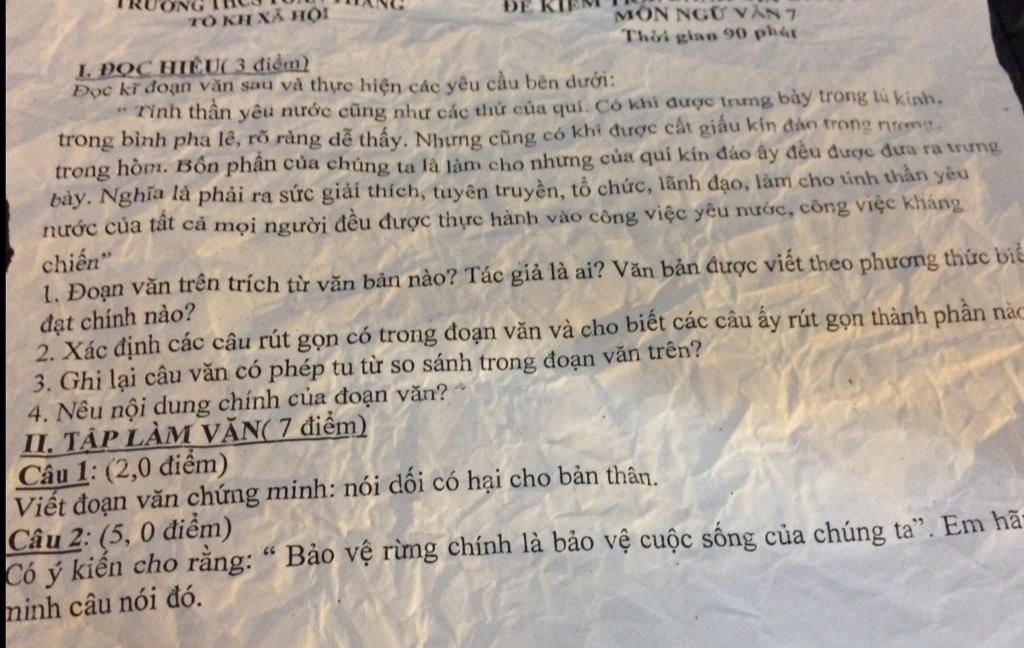 TRƯỜNG THCS
ĐỀ KIỂM
TỔ KH XÃ HỘI
MÔN NGỮ VĂN 7
Thời gian 90 phút
I. ĐỌC HIỂU( 3 điểm)
Đọc kĩ đoạn văn sau và thực hiện các yêu cầu bên dưới:
" Tinh thần yêu nước cũng như các thứ của quí. Có khi được trưng bày trong tủ kính,
trong bình pha lê, rõ ràng dễ thấy. Nhưng cũng có khi được cất giấu kín đáo trong rương,
trong hòm. Bổn phận của chúng ta là làm cho nhưng của quí kín đáo ấy đều được đưa ra trưng
bày. Nghĩa là phải ra sức giải thích, tuyên truyền, tổ chức, lãnh đạo, làm cho tinh thần yêu
nước của tất cả mọi người đều được thực hành vào công việc yêu nước, công việc kháng
chiến"
1. Đoạn văn trên trích từ văn bản nào? Tác giả là ai? Văn bản được viết theo phương thức
đạt chính nào?
2. Xác định các câu rút gọn có trong đoạn văn và cho biết các câu ấy rút gọn thành phần
3. Ghi lại câu văn có phép tu từ so sánh trong đoạn văn trên?
4. Nêu nội dung chính của đoạn văn?
II. TẬP LÀM VĂN( 7 điểm)
Câu 1: (2,0 điểm)
Viết đoạn văn chứng minh: nói dối có hại cho bản thân.
Câu 2: (5, 0 điểm)
Có ý kiến cho rằng: " Bảo vệ rừng chính là bảo vệ cuộc sống của chúng ta". Em
minh câu nói đó.